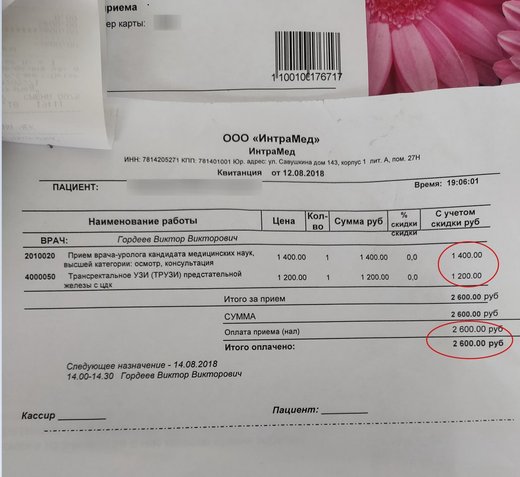 приема
ер карты:
1100100176717
ООО «ИнтраМед»
ИнтраМед
ИНН: 7814205271 КПП: 781401001 Юр. адрес: ул. Савушкина дом 143, корпус 1 лит. А, пом. 27Н
Квитанция от 12.08.2018
ПАЦИЕНТ: Время: 19:06:01
Наименование работы Цена Кол-во Сумма руб % скидки скидки С учетом скидки руб
ВРАЧ: Гордеев Виктор Викторович
2010020 Прием врача-уролога кандидата медицинских наук, 1 400.00 1 1 400.00 0,0 1 400.00
высшей категории: осмотр, консультация
4000050 Трансректальное УЗИ (ТРУЗИ) предстательной 1 200.00 1 1 200.00 0,0 1 200.00
железы с цдк
Итого за прием 2 600.00 руб
СУММА 2 600.00 руб
Оплата приема (нал) 2 600.00 руб
Итого оплачено: 2 600.00 руб
Следующее назначение - 14.08.2018
14.00-14.30 Гордеев Виктор Викторович
Кассир Пациент: